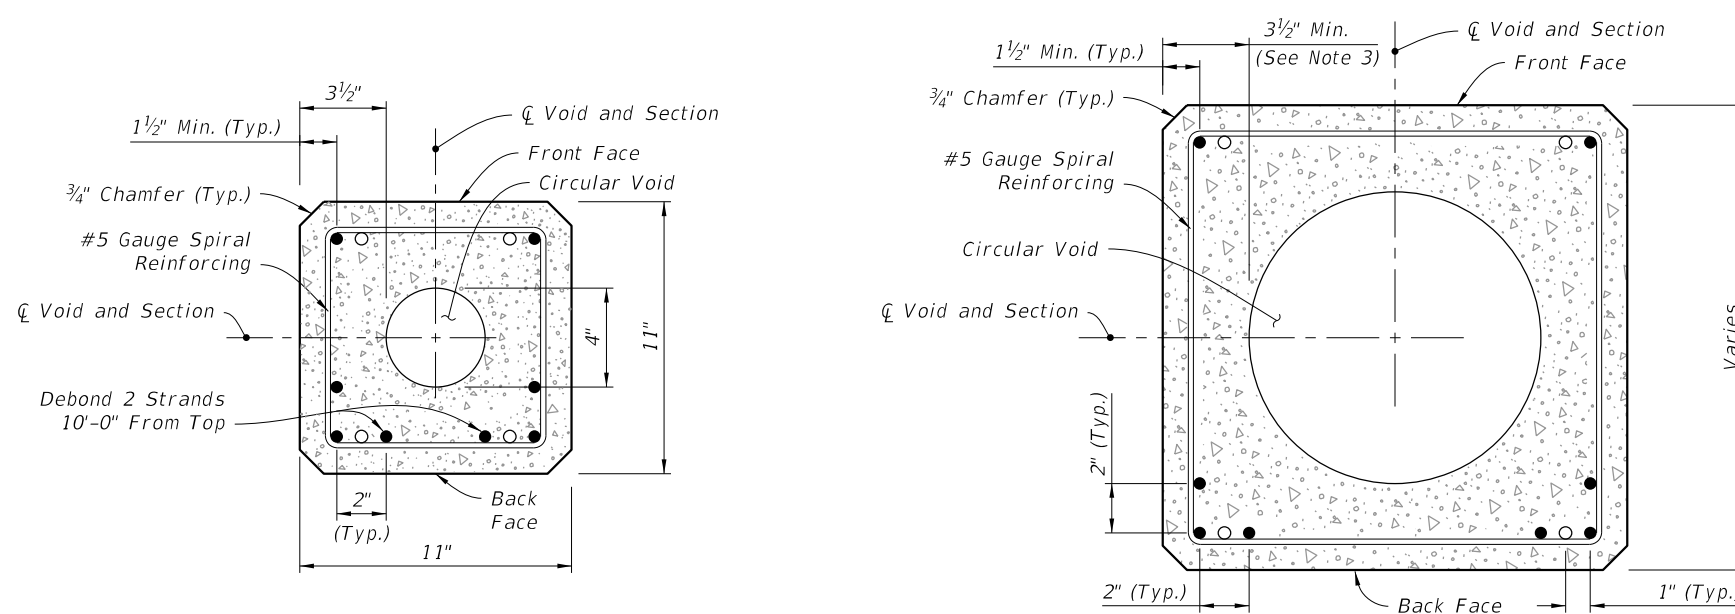 3½"
1½" Min. (Typ.)
℄ Void and Section
Front Face
Circular Void
¾" Chamfer (Typ.)
#5 Gauge Spiral
Reinforcing
℄ Void and Section
4"
11"
Debond 2 Strands
10'-0" From Top
2"
(Typ.)
Back
Face
11"
3½" Min.
(See Note 3)
1½" Min. (Typ.)
℄ Void and Section
Front Face
¾" Chamfer (Typ.)
#5 Gauge Spiral
Reinforcing
Circular Void
℄ Void and Section
Varies
2" (Typ.)
2" (Typ.)
Back Face
1" (Typ.